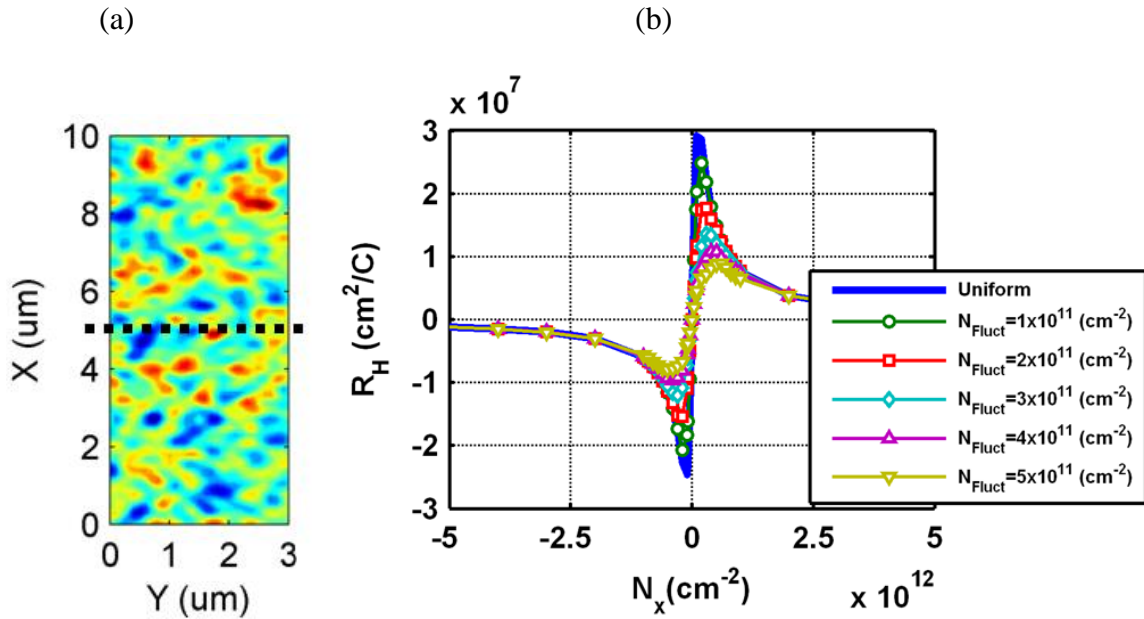 (a)
(b)
X (um)
10
8
6
4
2
0
0 1 2 3
Y (um)
x 10^7
R_H (cm^2/C)
3
2
1
0
-1
-2
-3
-5 -2.5 0 2.5 5
N_x(cm^-2)
x 10^12
Uniform
N_Fluct=1x10^11 (cm^-2)
N_Fluct=2x10^11 (cm^-2)
N_Fluct=3x10^11 (cm^-2)
N_Fluct=4x10^11 (cm^-2)
N_Fluct=5x10^11 (cm^-2)